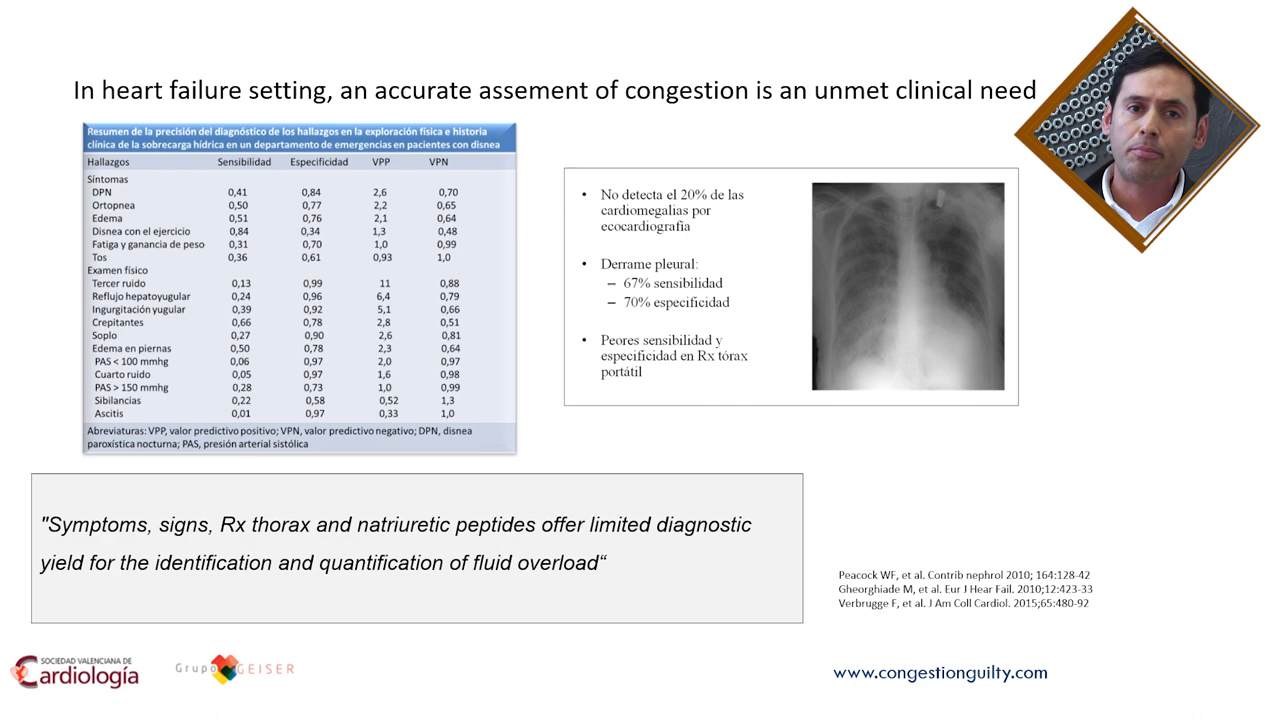 In heart failure setting, an accurate assement of congestion is an unmet clinical need
Resumen de la precisión del diagnóstico de los hallazgos en la exploración física e historia
clínica de la sobrecarga hídrica en un departamento de emergencias en pacientes con disnea
Hallazgos Sensibilidad Especificidad VPP VPN
Síntomas
DPN 0,41 0,84 2,6 0,70
Ortopnea 0,50 0,77 2,2 0,65
Edema 0,51 0,76 2,1 0,64
Disnea con el ejercicio 0,84 0,34 1,3 0,48
Fatiga y ganancia de peso 0,31 0,70 1,0 0,99
Tos 0,36 0,61 0,93 1,0
Examen físico
Tercer ruido 0,13 0,99 11 0,88
Reflujo hepatoyugular 0,24 0,96 6,4 0,79
Ingurgitación yugular 0,39 0,92 5,1 0,66
Crepitantes 0,66 0,78 2,8 0,51
Soplo 0,27 0,90 2,6 0,81
Edema en piernas 0,50 0,78 2,3 0,64
PAS < 100 mmhg 0,06 0,97 2,0 0,97
Cuarto ruido 0,05 0,97 1,6 0,98
PAS > 150 mmhg 0,28 0,73 1,0 0,99
Sibilancias 0,22 0,58 0,52 1,3
Ascitis 0,01 0,97 0,33 1,0
Abreviaturas: VPP, valor predictivo positivo; VPN, valor predictivo negativo; DPN, disnea
paroxística nocturna; PAS, presión arterial sistólica
• No detecta el 20% de las
cardiomegalias por
ecocardiografía
• Derrame pleural:
– 67% sensibilidad
– 70% especificidad
• Peores sensibilidad y
especificidad en Rx tórax
portátil
"Symptoms, signs, Rx thorax and natriuretic peptides offer limited diagnostic
yield for the identification and quantification of fluid overload“
Peacock WF, et al. Contrib nephrol 2010; 164:128-42
Gheorghiade M, et al. Eur J Hear Fail. 2010;12:423-33
Verbrugge F, et al. J Am Coll Cardiol. 2015;65:480-92
SOCIEDAD VALENCIANA DE
Cardiología
Grupo GEISER
www.congestionguilty.com